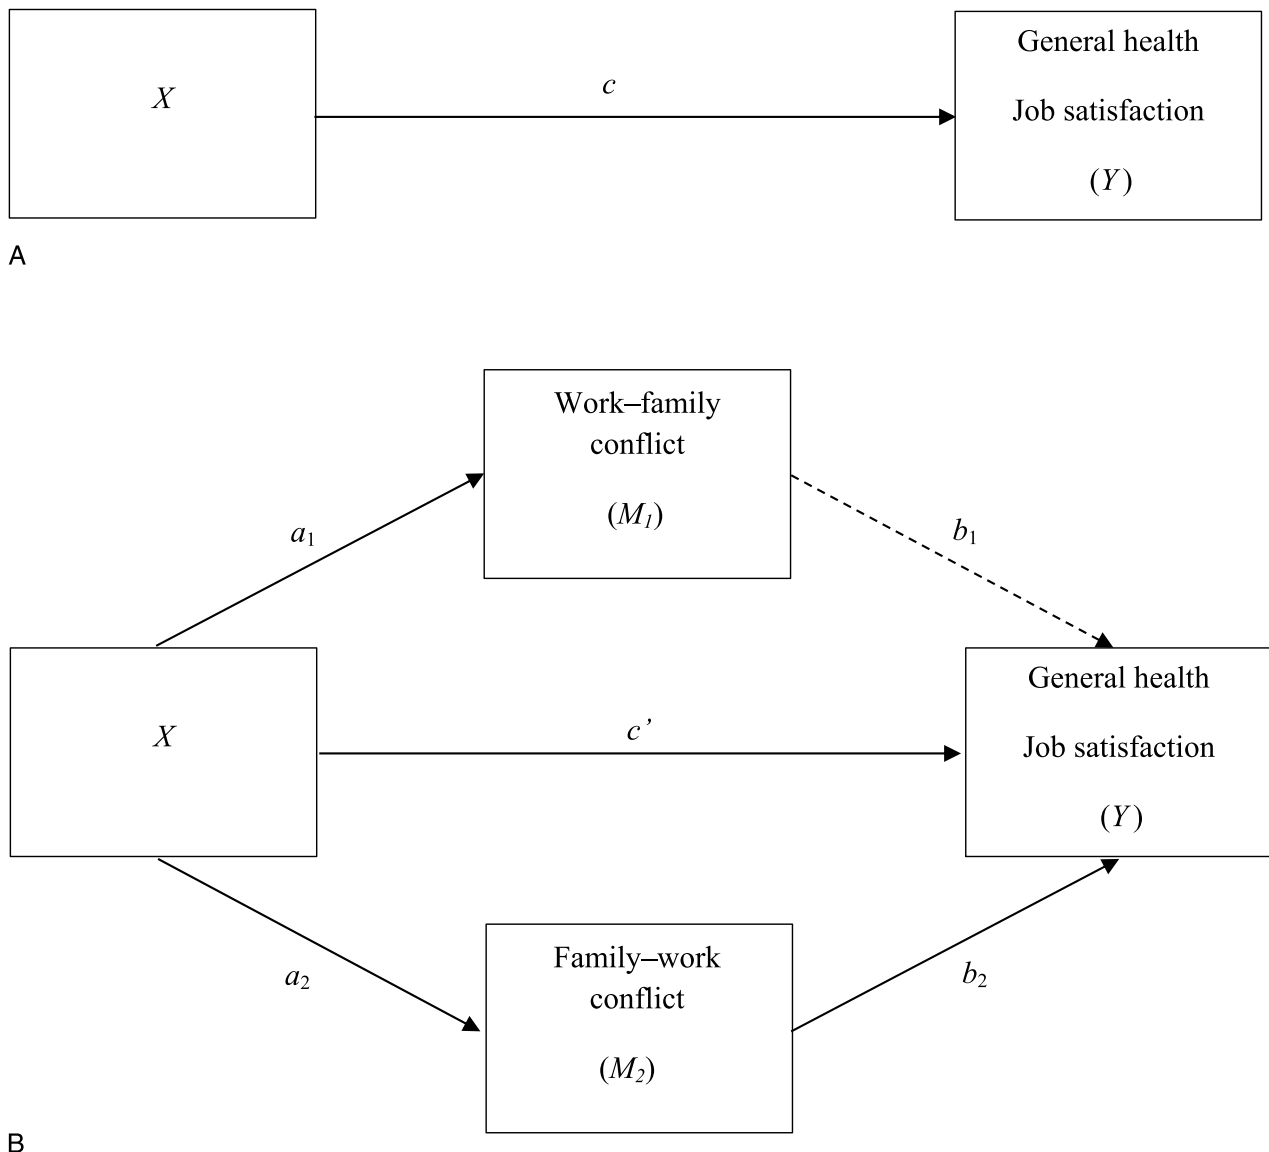 X
c
General health
Job satisfaction
(Y)
A
Work–family
conflict
(M1)
a1
b1
X
c’
General health
Job satisfaction
(Y)
a2
Family–work
conflict
(M2)
b2
B